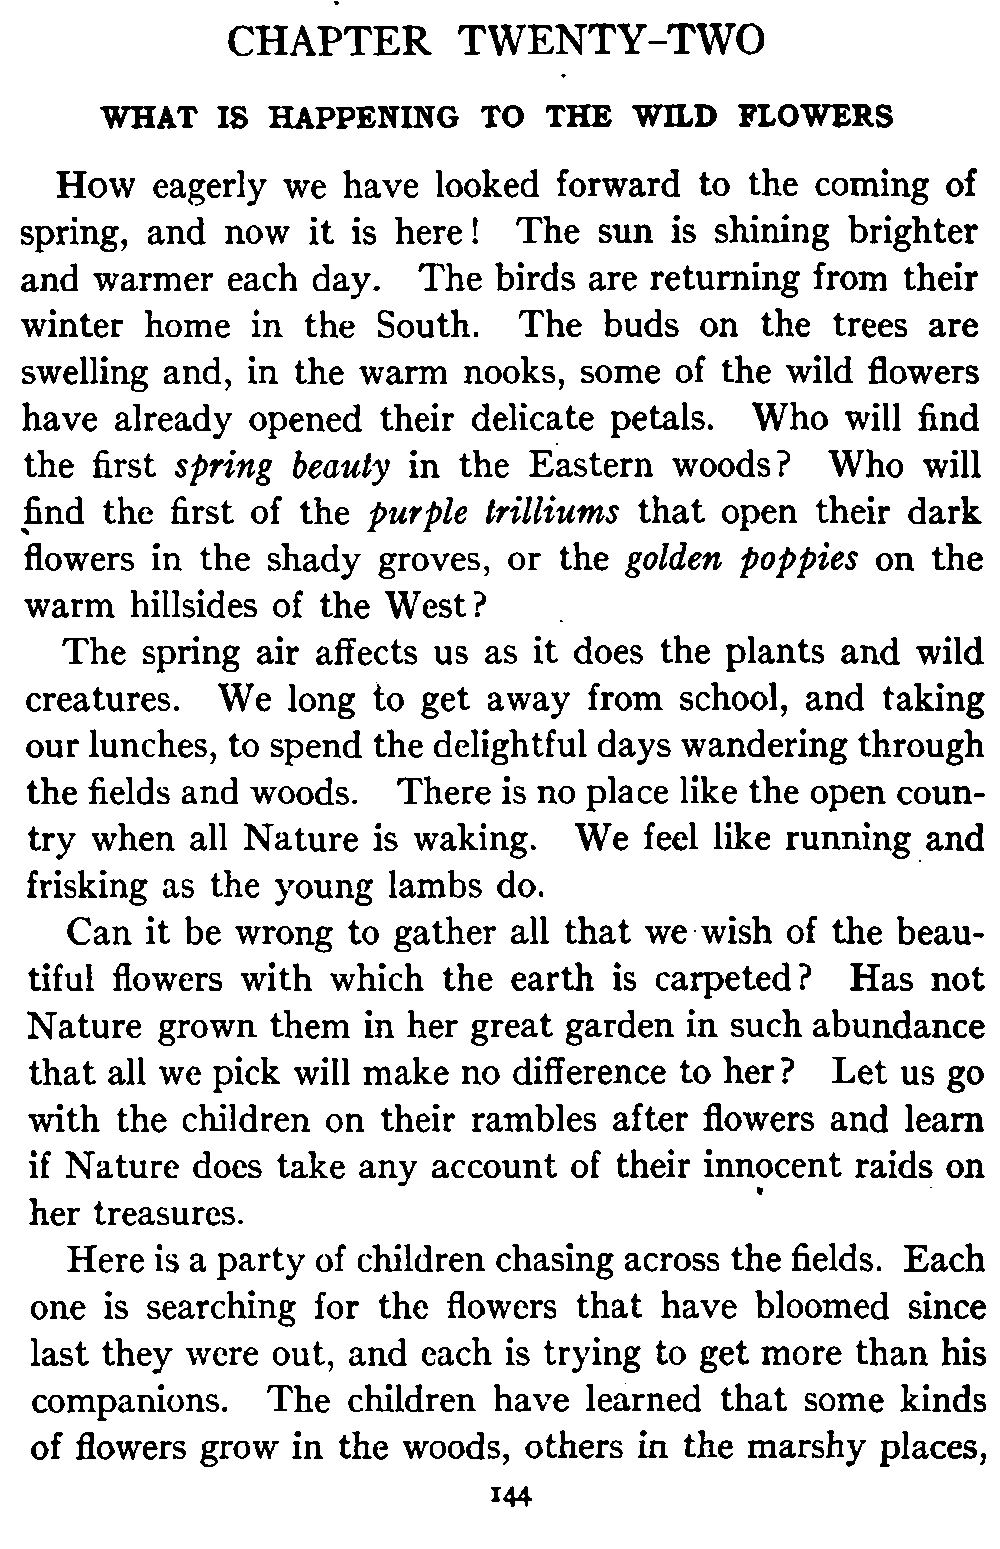 CHAPTER TWENTY-TWO
WHAT IS HAPPENING TO THE WILD FLOWERS
How eagerly we have looked forward to the coming of
spring, and now it is here! The sun is shining brighter
and warmer each day. The birds are returning from their
winter home in the South. The buds on the trees are
swelling and, in the warm nooks, some of the wild flowers
have already opened their delicate petals. Who will find
the first spring beauty in the Eastern woods? Who will
find the first of the purple trilliums that open their dark
flowers in the shady groves, or the golden poppies on the
warm hillsides of the West?
The spring air affects us as it does the plants and wild
creatures. We long to get away from school, and taking
our lunches, to spend the delightful days wandering through
the fields and woods. There is no place like the open coun-
try when all Nature is waking. We feel like running and
frisking as the young lambs do.
Can it be wrong to gather all that we wish of the beau-
tiful flowers with which the earth is carpeted? Has not
Nature grown them in her great garden in such abundance
that all we pick will make no difference to her? Let us go
with the children on their rambles after flowers and learn
if Nature does take any account of their innocent raids on
her treasures.
Here is a party of children chasing across the fields. Each
one is searching for the flowers that have bloomed since
last they were out, and each is trying to get more than his
companions. The children have learned that some kinds
of flowers grow in the woods, others in the marshy places,
144